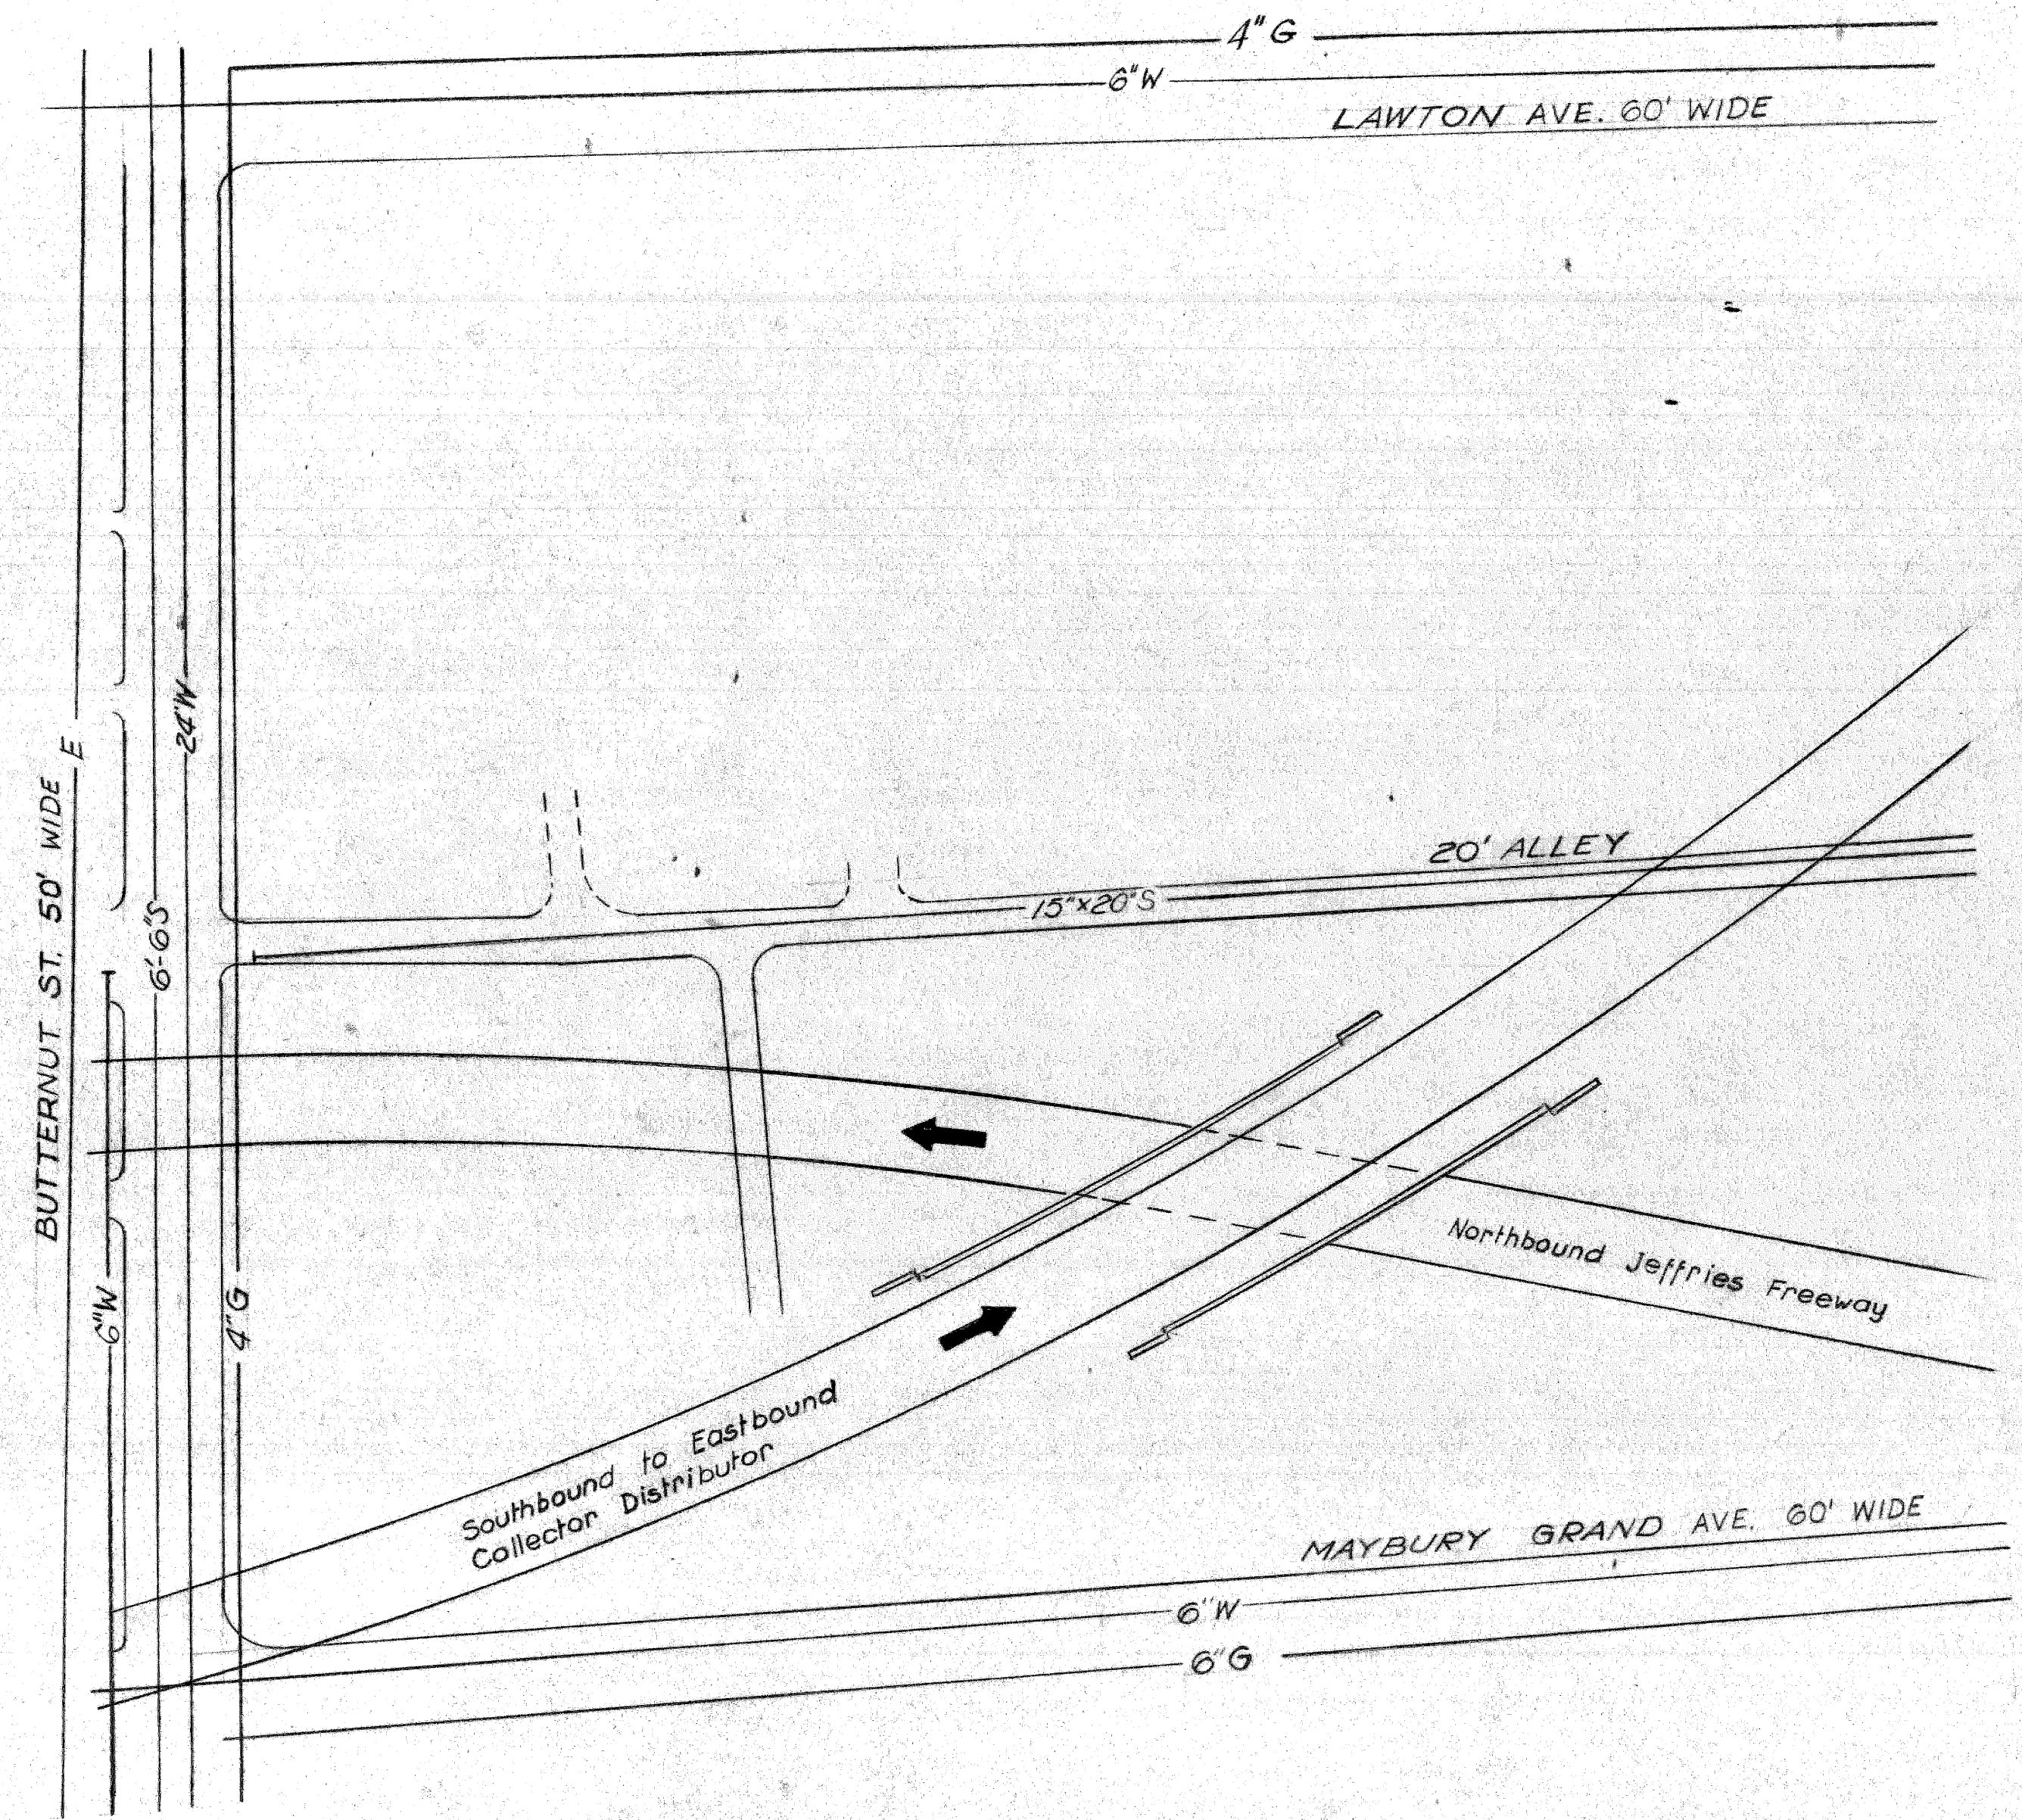 4" G
6" W
LAWTON AVE. 60' WIDE
24" W
E
BUTTERNUT ST. 50' WIDE
6'-6" S
20' ALLEY
15"x20" S
6" W
4" G
Northbound Jeffries Freeway
Southbound to Eastbound
Collector Distributor
MAYBURY GRAND AVE. 60' WIDE
6" W
6" G